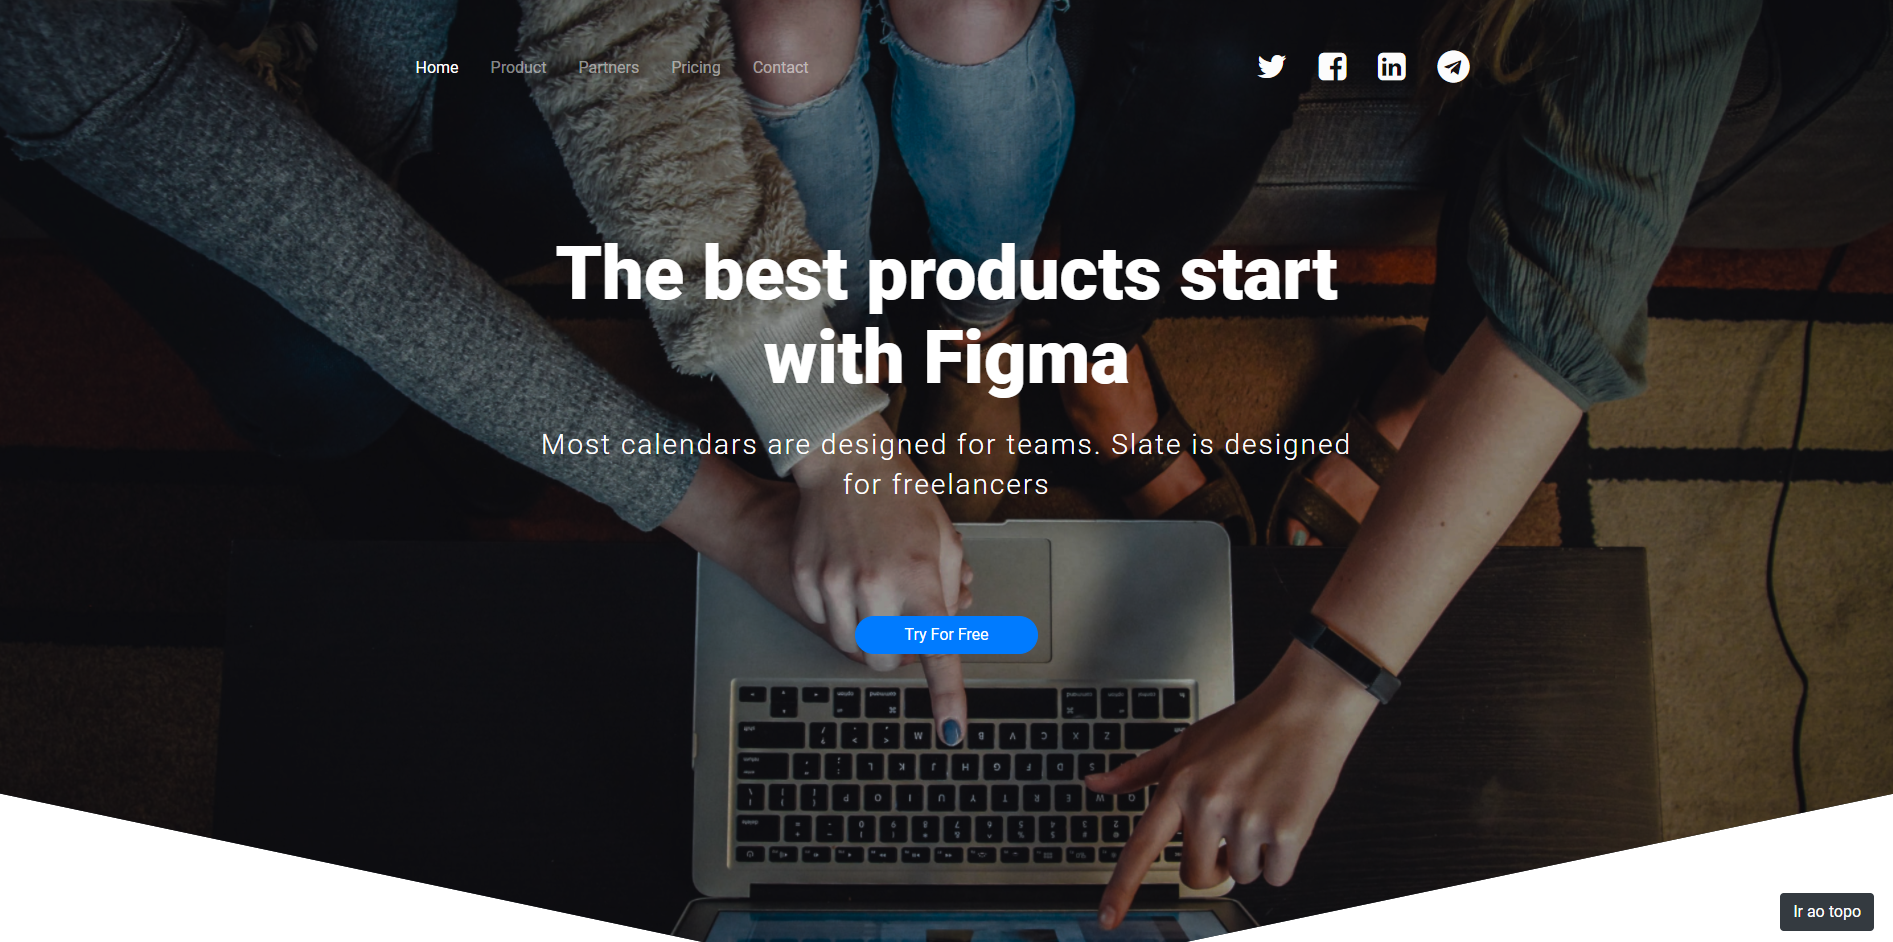 Home Product Partners Pricing Contact
The best products start
with Figma
Most calendars are designed for teams. Slate is designed
for freelancers
Try For Free
Ir ao topo